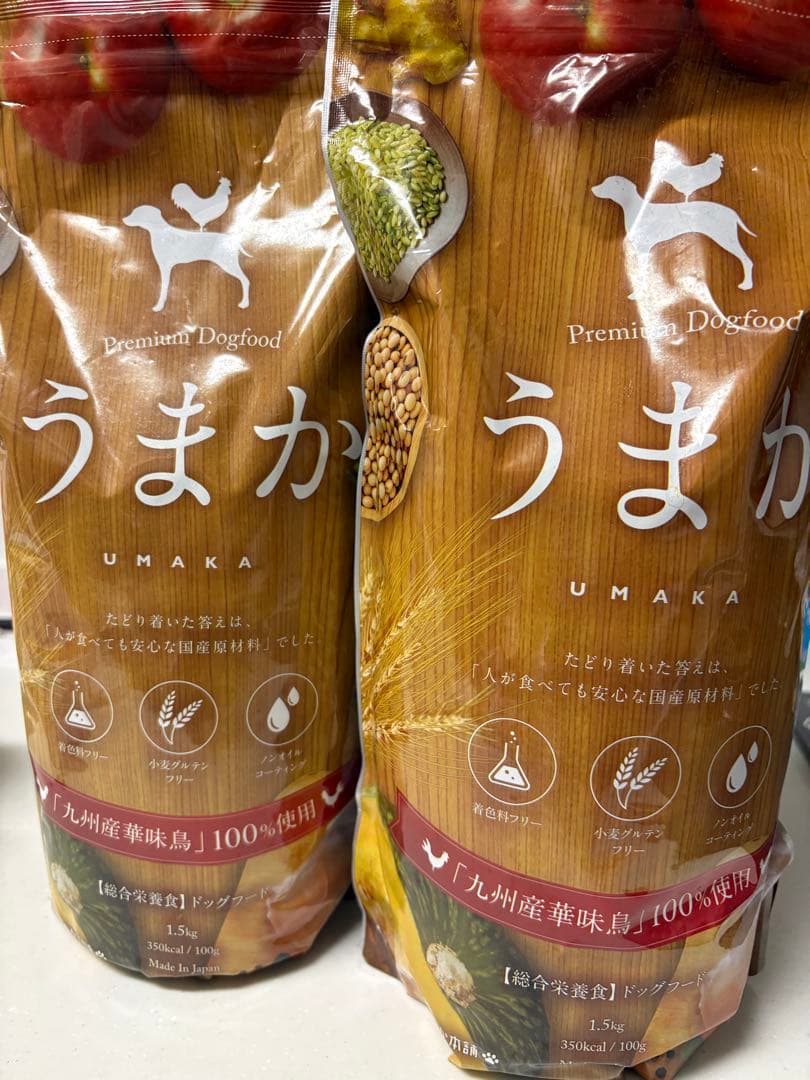 Premium Dogfood
うまか
UMAKA
たどり着いた答えは、
「人が食べても安心な国産原材料」でした。
着色料フリー
小麦グルテン
フリー
ノンオイル
コーティング
「九州産華味鳥」100%使用
【総合栄養食】ドッグフード
1.5kg
350kcal / 100g
Made In Japan
Premium Dogfood
うまか
UMAKA
たどり着いた答えは、
「人が食べても安心な国産原材料」でした
着色料フリー
小麦グルテン
フリー
ノンオイル
コーティング
「九州産華味鳥」100%使用
【総合栄養食】ドッグフード
1.5kg
350kcal / 100g
本舗